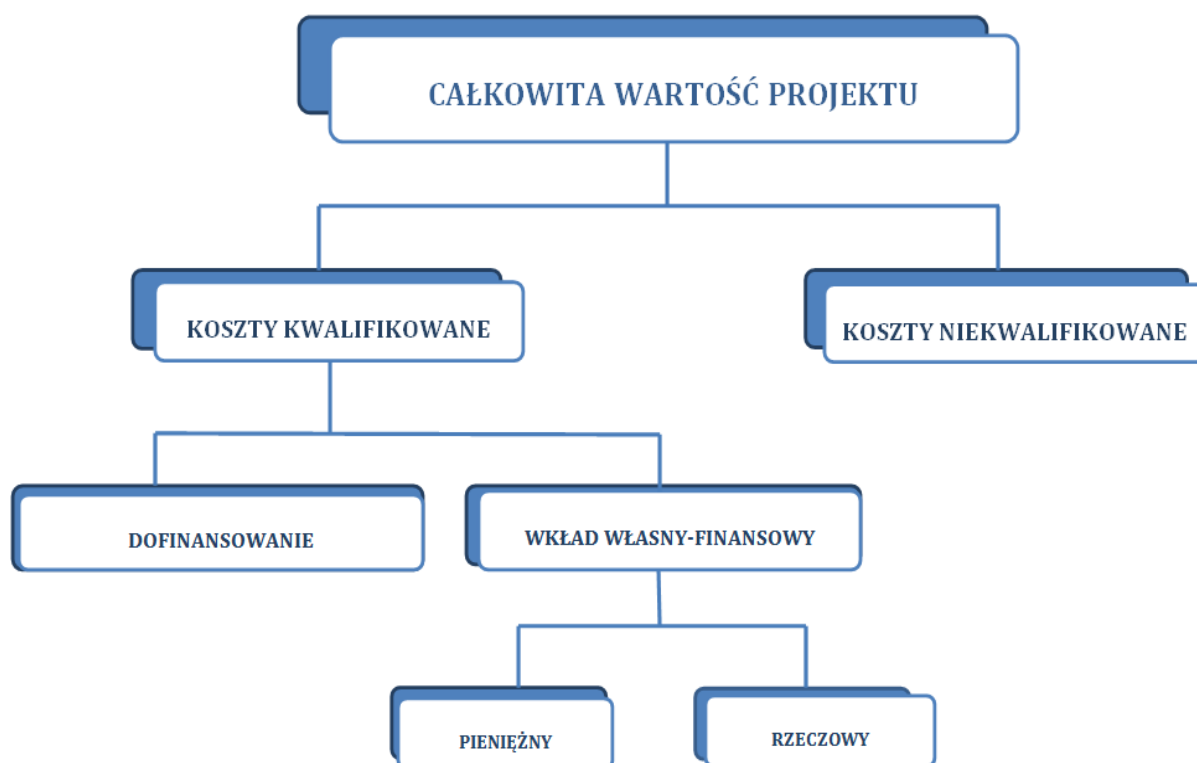 CAŁKOWITA WARTOŚĆ PROJEKTU
KOSZTY KWALIFIKOWANE
KOSZTY NIEKWALIFIKOWANE
DOFINANSOWANIE
WKŁAD WŁASNY-FINANSOWY
PIENIĘŻNY
RZECZOWY